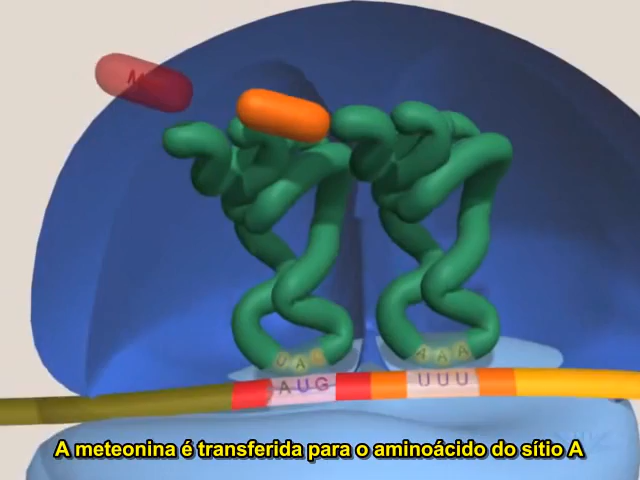 M
UAC AAA
AUG UUU
A meteonina é transferida para o aminoácido do sítio A